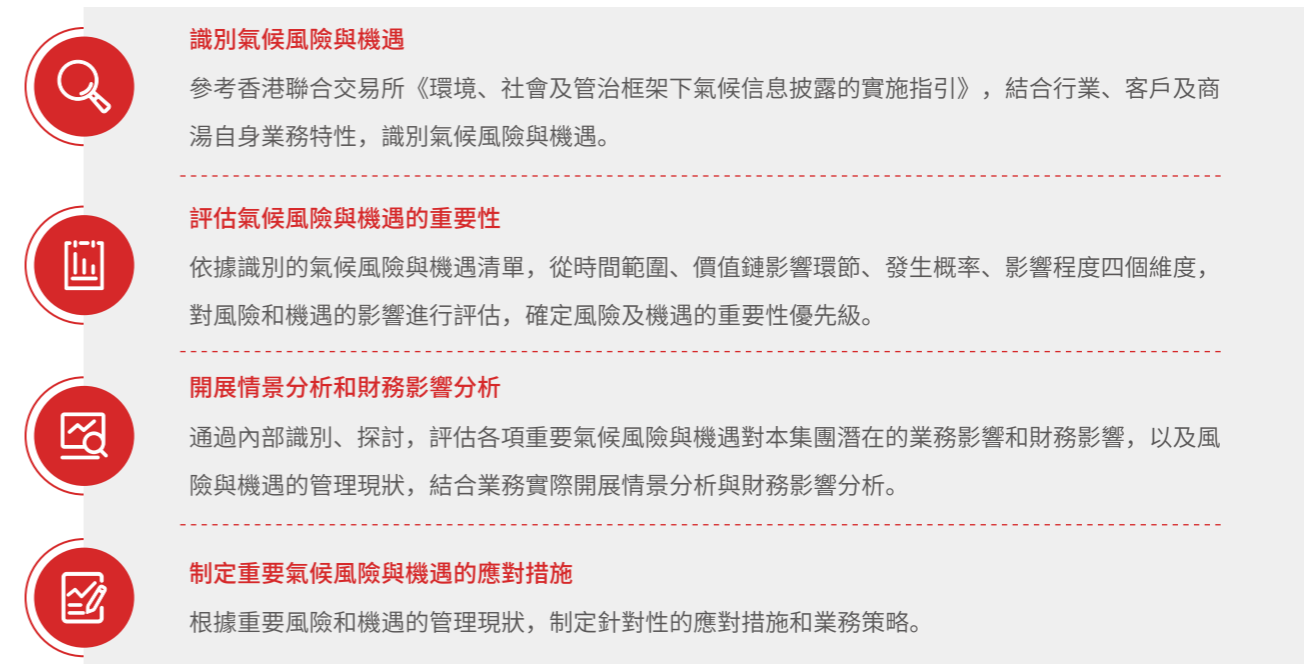 識別氣候風險與機遇
參考香港聯合交易所《環境、社會及管治框架下氣候信息披露的實施指引》，結合行業、客戶及商
湯自身業務特性，識別氣候風險與機遇。
評估氣候風險與機遇的重要性
依據識別的氣候風險與機遇清單，從時間範圍、價值鏈影響環節、發生概率、影響程度四個維度，
對風險和機遇的影響進行評估，確定風險及機遇的重要性優先級。
開展情景分析和財務影響分析
通過內部識別、探討，評估各項重要氣候風險與機遇對本集團潛在的業務影響和財務影響，以及風
險與機遇的管理現狀，結合業務實際開展情景分析與財務影響分析。
制定重要氣候風險與機遇的應對措施
根據重要風險和機遇的管理現狀，制定針對性的應對措施和業務策略。